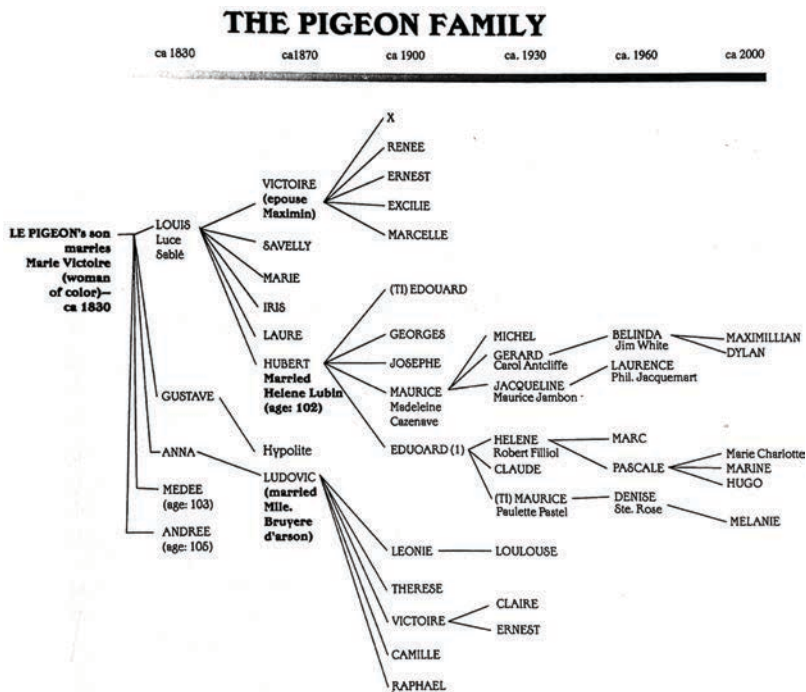 THE PIGEON FAMILY
ca 1830
ca1870
ca 1900
ca. 1930
ca. 1960
ca 2000
LE PIGEON's son
marries
Marie Victoire
(woman
of color)—
ca 1830
LOUIS
Luce
Sablé
GUSTAVE
ANNA
MEDEE
(age: 103)
ANDREE
(age: 105)
VICTOIRE
(epouse
Maximin)
SAVELLY
MARIE
IRIS
LAURE
HUBERT
Married
Helene Lubin
(age: 102)
Hypolite
LUDOVIC
(married
Mlle.
Bruyere
d'arson)
X
RENEE
ERNEST
EXCILIE
MARCELLE
(TI) EDOUARD
GEORGES
JOSEPHE
MAURICE
Madeleine
Cazenave
EDUOARD (1)
LEONIE
THERESE
VICTOIRE
CAMILLE
RAPHAEL
MICHEL
GERARD
Carol Antcliffe
JACQUELINE
Maurice Jambon
HELENE
Robert Filliol
CLAUDE
(TI) MAURICE
Paulette Pastel
LOULOUSE
CLAIRE
ERNEST
BELINDA
Jim White
LAURENCE
Phil. Jacquemart
MARC
PASCALE
DENISE
Ste. Rose
MAXIMILLIAN
DYLAN
Marie Charlotte
MARINE
HUGO
MELANIE